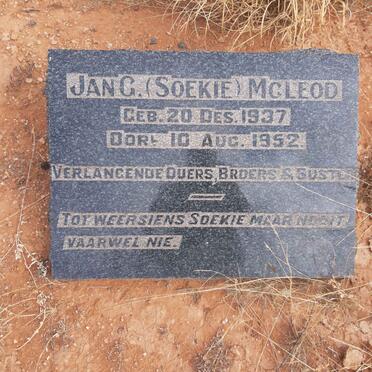 JAN C. (SOEKIE) MCLEOD
GEB. 20 DES. 1937
OORL. 10 AUG. 1952.
VERLANGENDE OUERS, BROERS & SUSTERS
TOT WEERSIENS SOEKIE MAAR NOOIT
VAARWEL NIE.